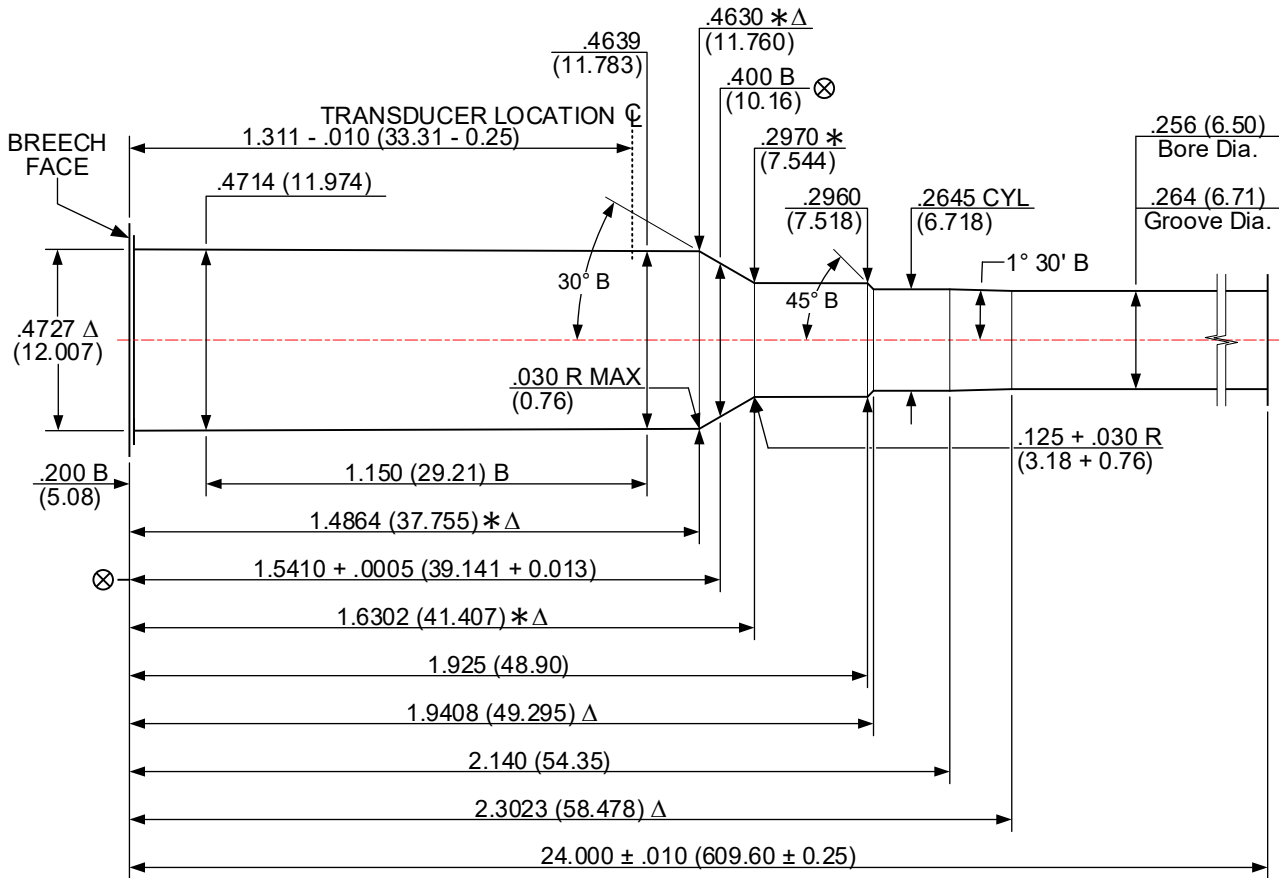 .4630 ✱ Δ
(11.760)
.4639
(11.783)
.400 B ⊗
(10.16)
TRANSDUCER LOCATION ℄
1.311 - .010 (33.31 - 0.25)
BREECH
FACE
.2970 ✱
(7.544)
.256 (6.50)
Bore Dia.
.4714 (11.974)
.2960
(7.518)
.2645 CYL
(6.718)
.264 (6.71)
Groove Dia.
30° B
45° B
1° 30' B
.4727 Δ
(12.007)
.030 R MAX
(0.76)
.125 + .030 R
(3.18 + 0.76)
.200 B
(5.08)
1.150 (29.21) B
1.4864 (37.755) ✱ Δ
⊗ 1.5410 + .0005 (39.141 + 0.013)
1.6302 (41.407) ✱ Δ
1.925 (48.90)
1.9408 (49.295) Δ
2.140 (54.35)
2.3023 (58.478) Δ
24.000 ± .010 (609.60 ± 0.25)